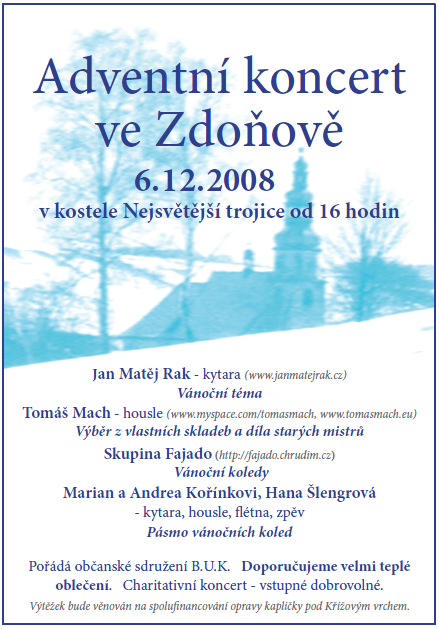 Adventní koncert
ve Zdoňově
6.12.2008
v kostele Nejsvětější trojice od 16 hodin
Jan Matěj Rak - kytara (www.janmatejrak.cz)
Vánoční téma
Tomáš Mach - housle (www.myspace.com/tomasmach, www.tomasmach.eu)
Výběr z vlastních skladeb a díla starých mistrů
Skupina Fajado (http://fajado.chrudim.cz)
Vánoční koledy
Marian a Andrea Kořínkovi, Hana Šlengrová
- kytara, housle, flétna, zpěv
Pásmo vánočních koled
Pořádá občanské sdružení B.U.K. Doporučujeme velmi teplé
oblečení. Charitativní koncert - vstupné dobrovolné.
Výtěžek bude věnován na spolufinancování opravy kapličky pod Křížovým vrchem.